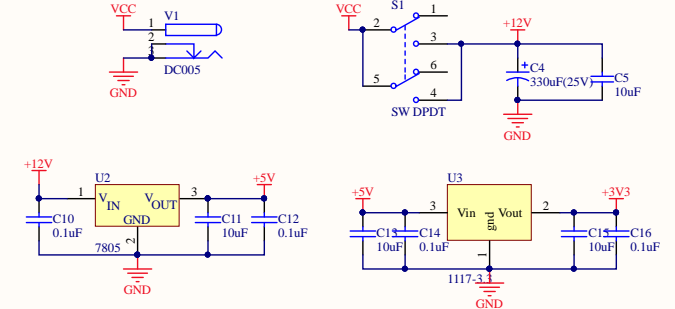 VCC
V1
1
2
3
DC005
GND
VCC
S1
1
2
3
6
5
4
SW DPDT
+12V
C4
330uF(25V)
C5
10uF
GND
+12V
U2
1
VIN
VOUT
3
GND
2
7805
C10
0.1uF
C11
10uF
+5V
C12
0.1uF
GND
+5V
U3
3
Vin
gnd
Vout
2
1
1117-3.3
C13
10uF
C14
0.1uF
+3V3
C15
10uF
C16
0.1uF
GND